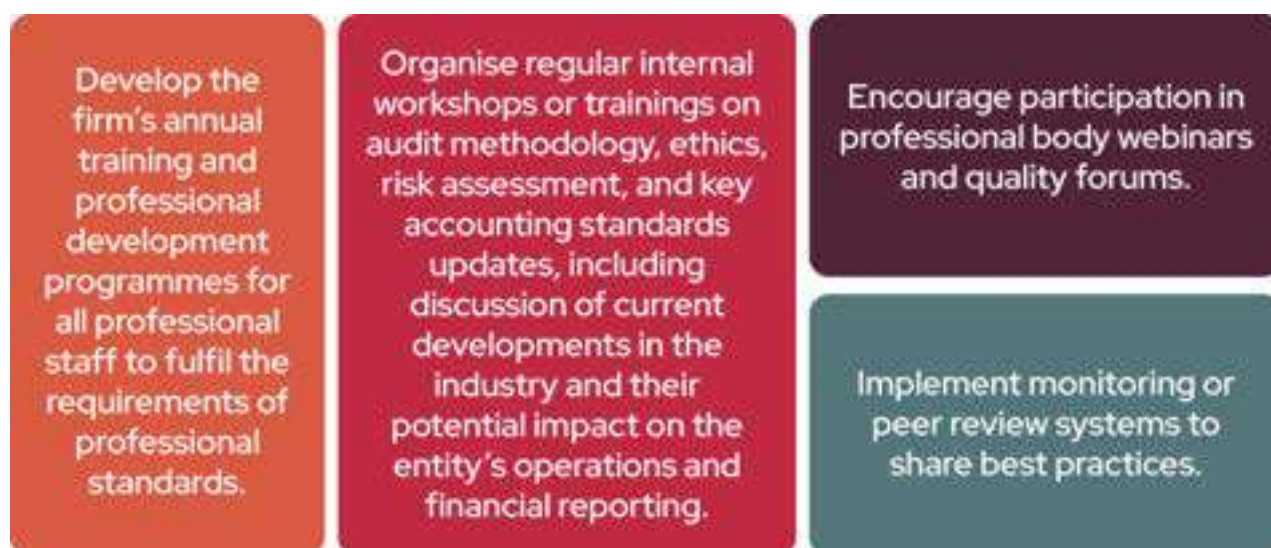 Develop the
firm's annual
training and
professional
development
programmes for
all professional
staff to fulfil the
requirements of
professional
standards.
Organise regular internal
workshops or trainings on
audit methodology, ethics,
risk assessment, and key
accounting standards
updates, including
discussion of current
developments in the
industry and their
potential impact on the
entity's operations and
financial reporting.
Encourage participation in
professional body webinars
and quality forums.
Implement monitoring or
peer review systems to
share best practices.